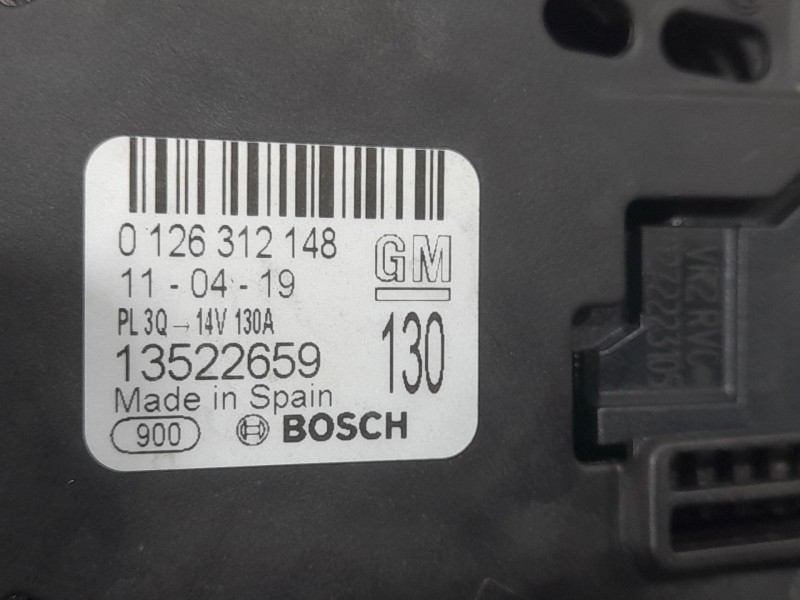 0 126 312 148
11 - 04 - 19
GM
PL 3Q → 14V 130A
130
13522659
Made in Spain
900
BOSCH